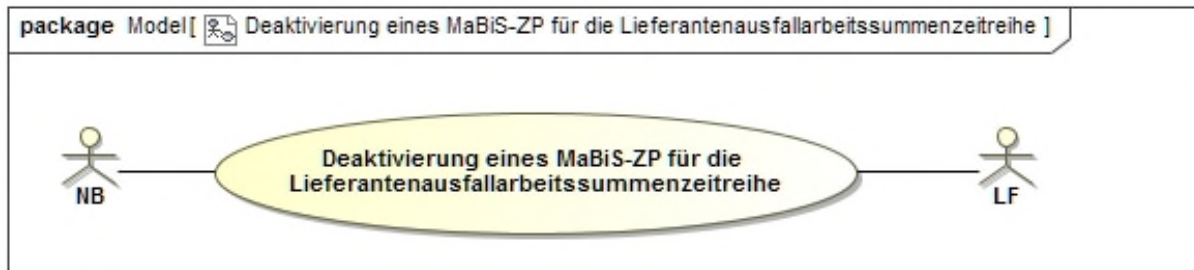 package Model[ Deaktivierung eines MaBiS-ZP für die Lieferantenausfallarbeitssummenzeitreihe ]
Deaktivierung eines MaBiS-ZP für die
Lieferantenausfallarbeitssummenzeitreihe
NB
LF